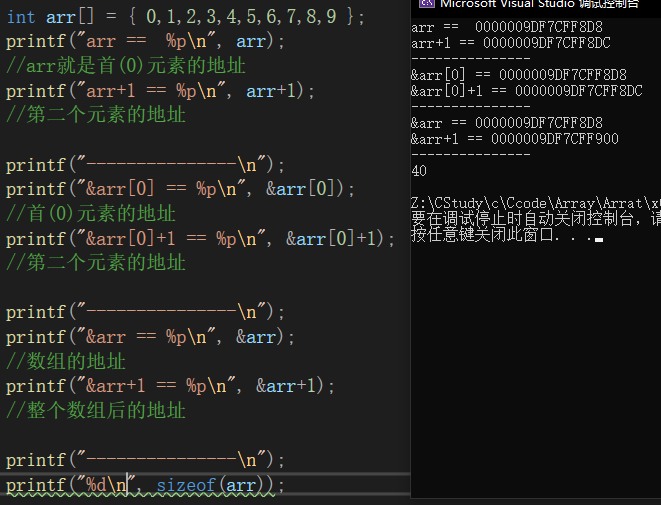 int arr[] = { 0,1,2,3,4,5,6,7,8,9 };
printf("arr ==  %p\n", arr);
//arr就是首(0)元素的地址
printf("arr+1 == %p\n", arr+1);
//第二个元素的地址
printf("---------------\n");
printf("&arr[0] == %p\n", &arr[0]);
//首(0)元素的地址
printf("&arr[0]+1 == %p\n", &arr[0]+1);
//第二个元素的地址
printf("---------------\n");
printf("&arr == %p\n", &arr);
//数组的地址
printf("&arr+1 == %p\n", &arr+1);
//整个数组后的地址
printf("---------------\n");
printf("%d\n", sizeof(arr));
Microsoft Visual Studio 调试控制台
arr ==  0000009DF7CFF8D8
arr+1 == 0000009DF7CFF8DC
---------------
&arr[0] == 0000009DF7CFF8D8
&arr[0]+1 == 0000009DF7CFF8DC
---------------
&arr == 0000009DF7CFF8D8
&arr+1 == 0000009DF7CFF900
---------------
40
Z:\CStudy\c\Ccode\Array\Arrat\x
要在调试停止时自动关闭控制台，请
按任意键关闭此窗口. . .